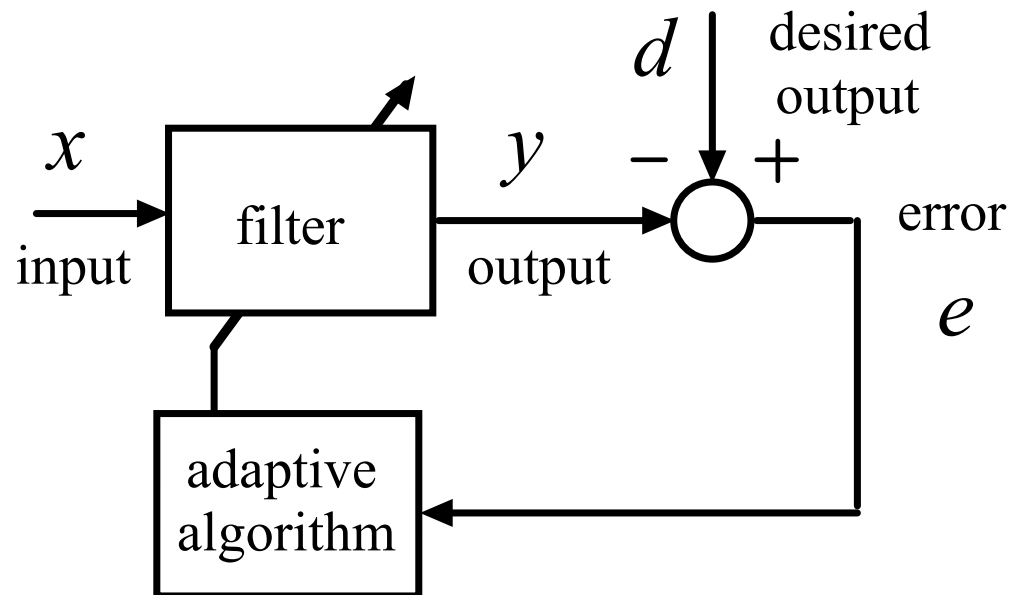 d
desired
output
x
y
− +
filter
input
output
error
e
adaptive
algorithm